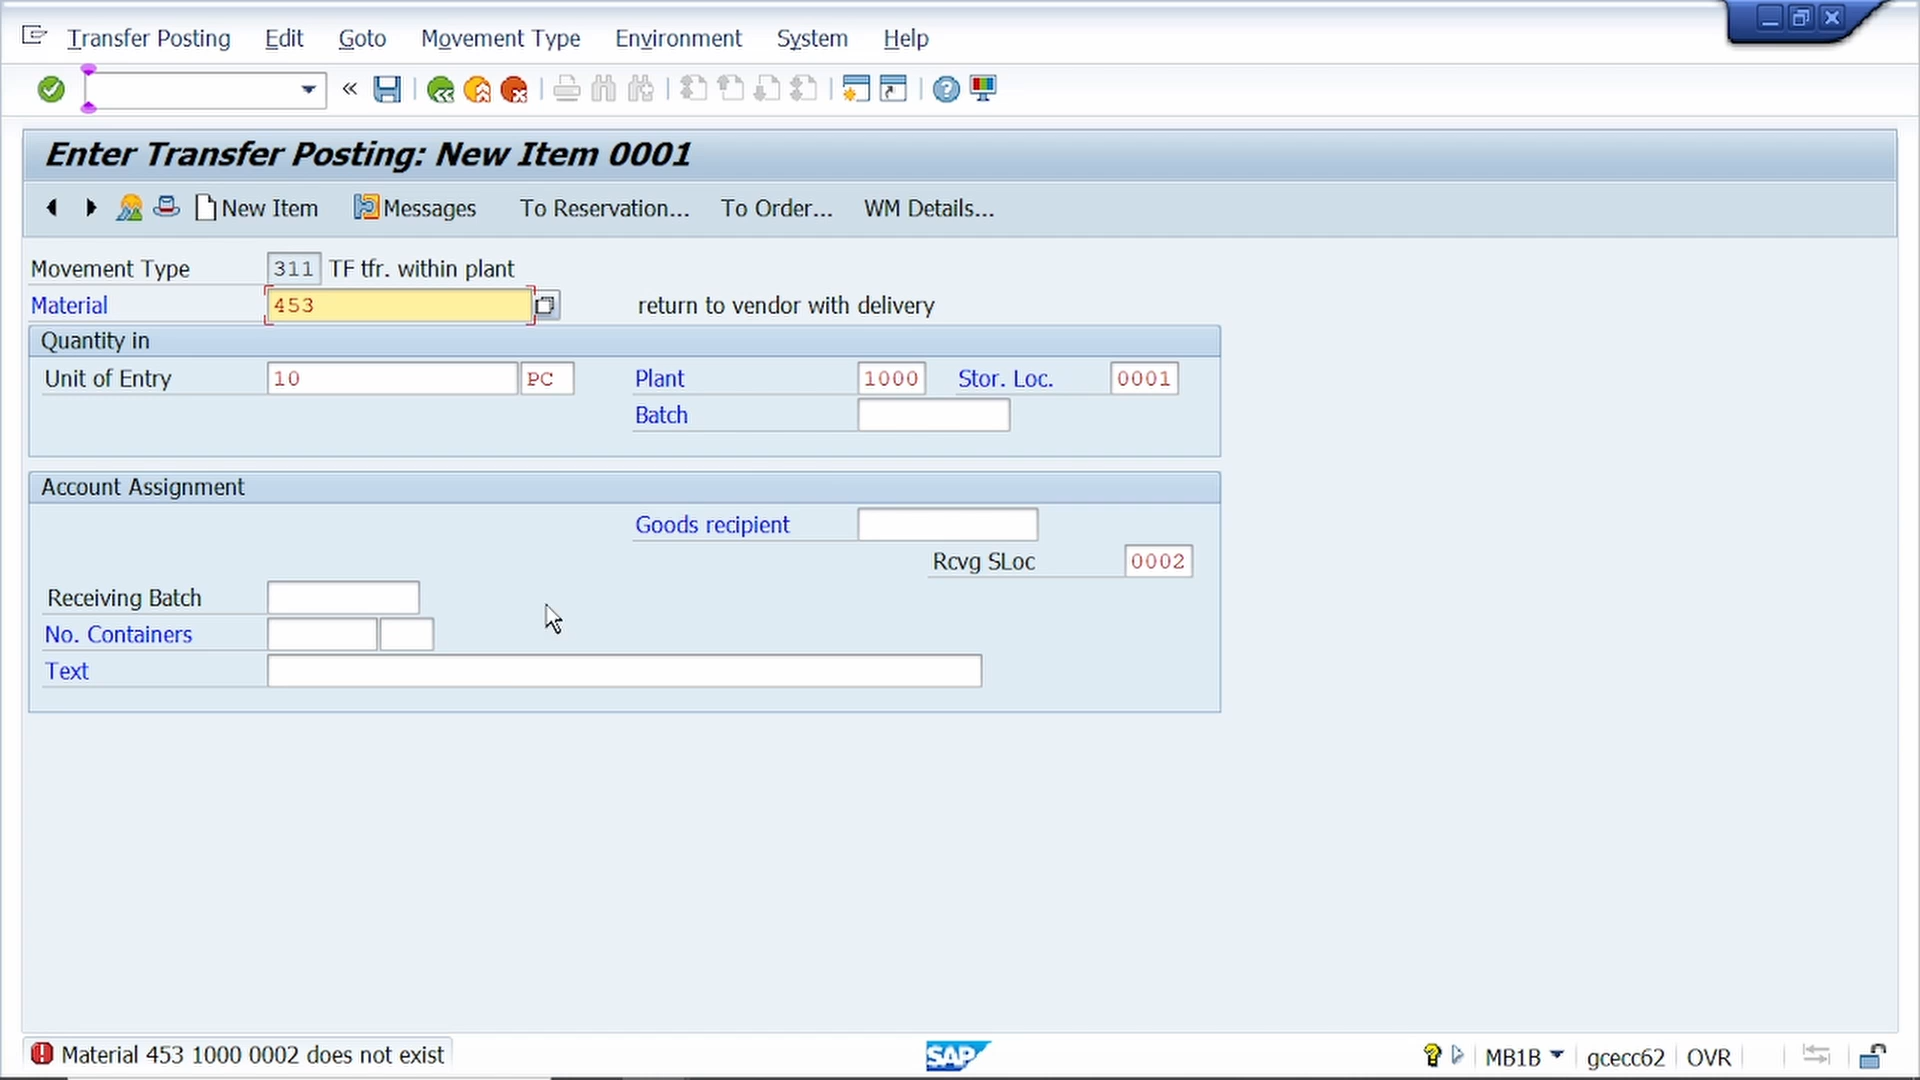 Transfer Posting Edit Goto Movement Type Environment System Help
Enter Transfer Posting: New Item 0001
New Item Messages To Reservation... To Order... WM Details...
Movement Type 311 TF tfr. within plant
Material 453 return to vendor with delivery
Quantity in
Unit of Entry 10 PC Plant 1000 Stor. Loc. 0001
Batch
Account Assignment
Goods recipient
Rcvg SLoc 0002
Receiving Batch
No. Containers
Text
Material 453 1000 0002 does not exist SAP MB1B gcecc62 OVR